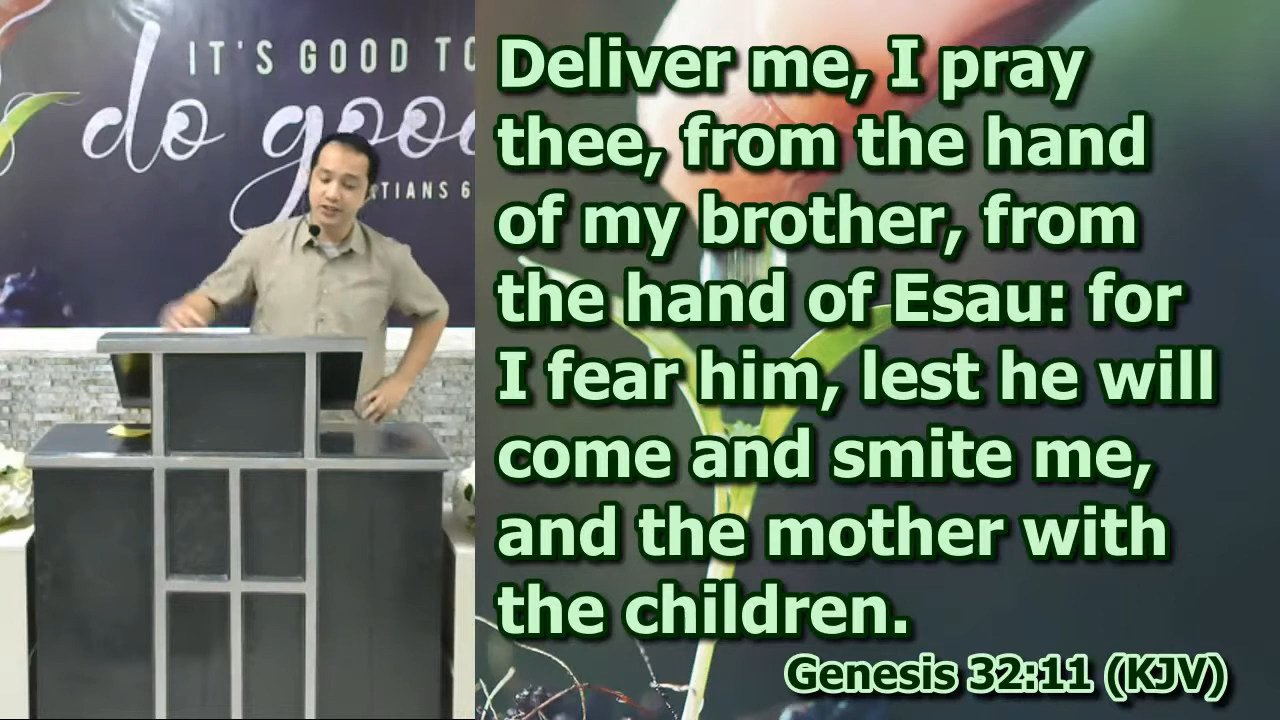 IT'S GOOD TO
do good
TIANS 6
Deliver me, I pray
thee, from the hand
of my brother, from
the hand of Esau: for
I fear him, lest he will
come and smite me,
and the mother with
the children.
Genesis 32:11 (KJV)